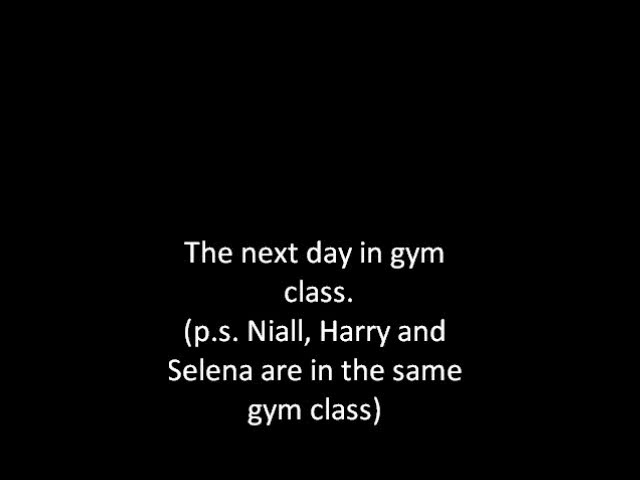 The next day in gym
class.
(p.s. Niall, Harry and
Selena are in the same
gym class)